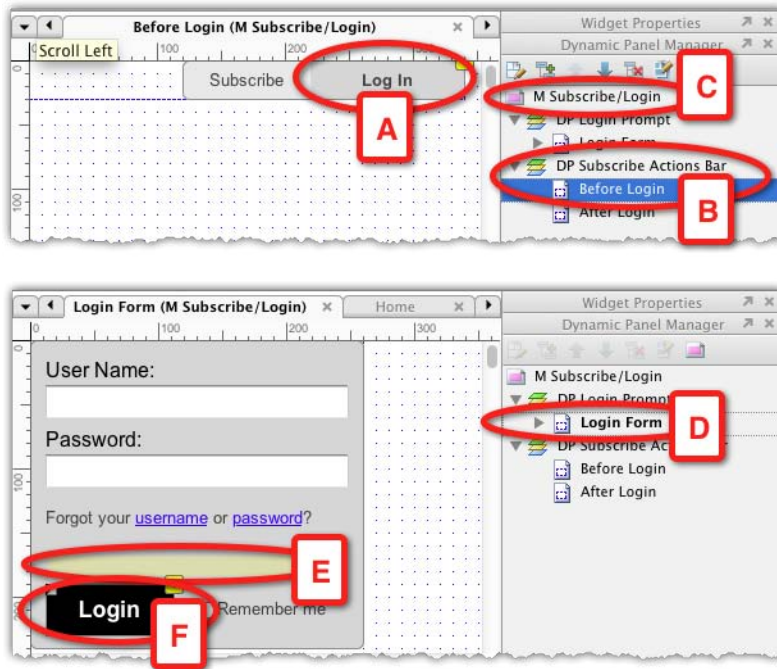 Before Login (M Subscribe/Login)
Widget Properties
Scroll Left
100
200
Dynamic Panel Manager
0
Subscribe
Log In
A
C
M Subscribe/Login
DP Login Prompt
Login Form
DP Subscribe Actions Bar
Before Login
B
After Login
100
Login Form (M Subscribe/Login)
Home
Widget Properties
0
100
200
300
Dynamic Panel Manager
0
User Name:
M Subscribe/Login
DP Login Prompt
Login Form
D
Password:
DP Subscribe
Before Login
100
After Login
Forgot your username or password?
E
Login
Remember me
F